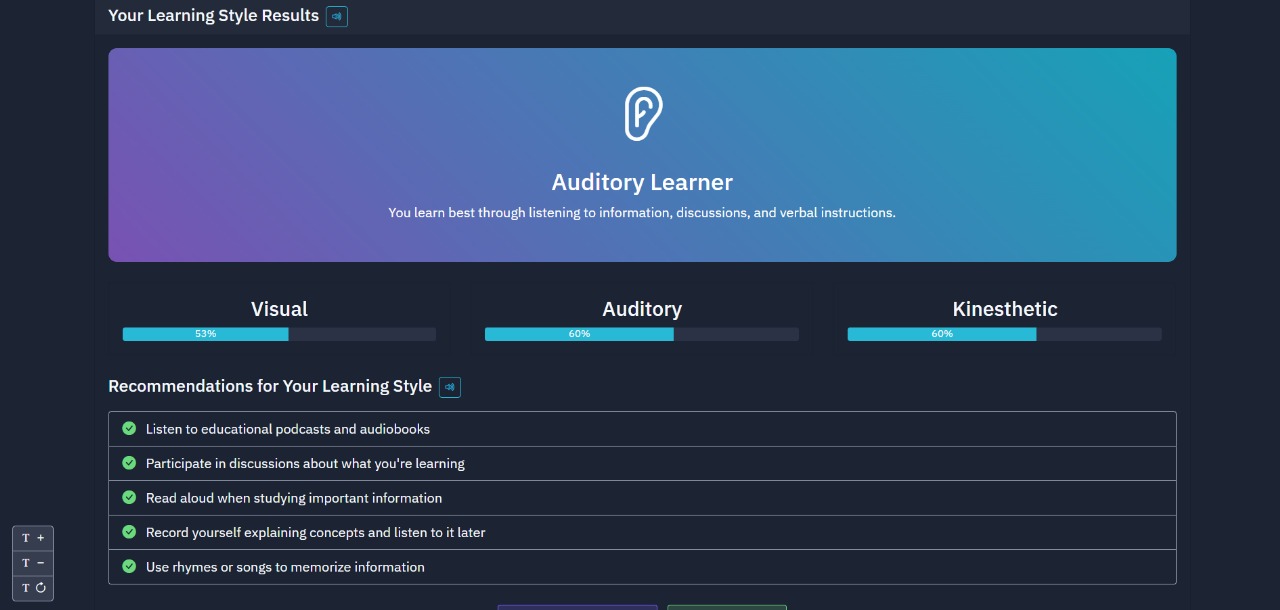 Your Learning Style Results
Auditory Learner
You learn best through listening to information, discussions, and verbal instructions.
Visual
Auditory
Kinesthetic
53%
60%
60%
Recommendations for Your Learning Style
Listen to educational podcasts and audiobooks
Participate in discussions about what you're learning
Read aloud when studying important information
Record yourself explaining concepts and listen to it later
Use rhymes or songs to memorize information
T +
T −
T